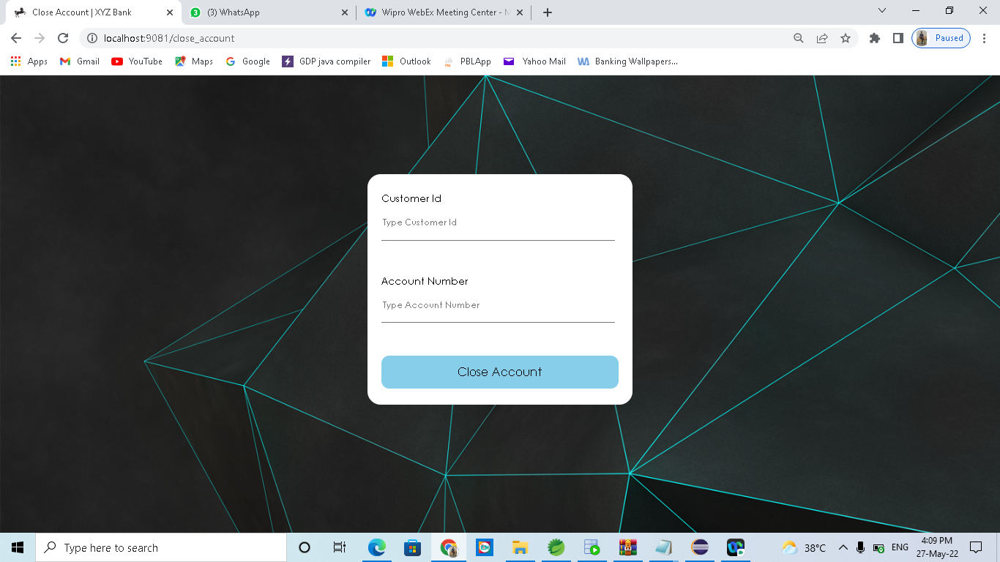 Close Account | XYZ Bank
(3) WhatsApp
Wipro WebEx Meeting Center -
localhost:9081/close_account
Paused
Apps
Gmail
YouTube
Maps
Google
GDP java compiler
Outlook
PBLApp
Yahoo Mail
Banking Wallpapers...
Customer Id
Type Customer Id
Account Number
Type Account Number
Close Account
Type here to search
38°C
ENG
4:09 PM
27-May-22